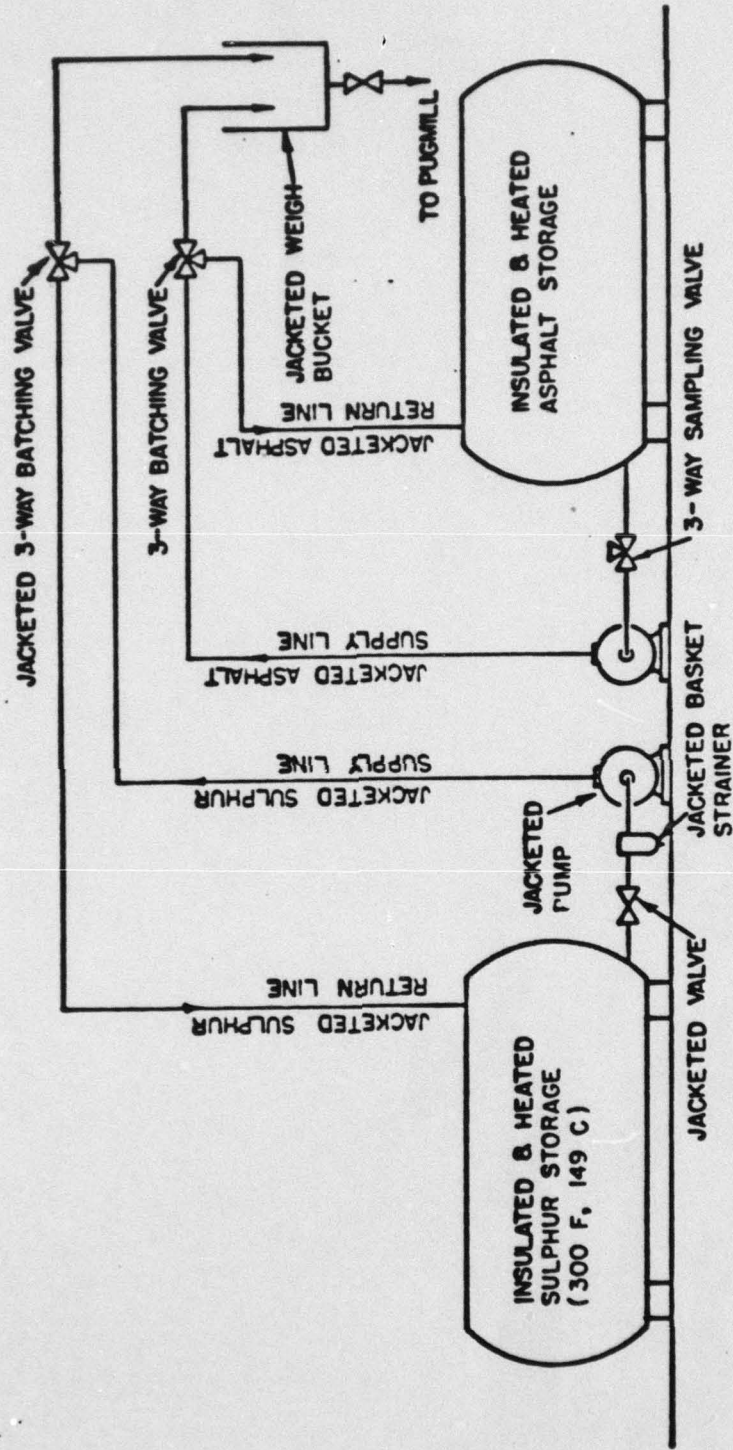 JACKETED 3-WAY BATCHING VALVE
3-WAY BATCHING VALVE
JACKETED WEIGH
BUCKET
TO PUGMILL
JACKETED SULPHUR
RETURN LINE
JACKETED SULPHUR
SUPPLY LINE
JACKETED ASPHALT
SUPPLY LINE
JACKETED ASPHALT
RETURN LINE
INSULATED & HEATED
SULPHUR STORAGE
(300 F, 149 C)
JACKETED
PUMP
INSULATED & HEATED
ASPHALT STORAGE
JACKETED VALVE
JACKETED BASKET
STRAINER
3-WAY SAMPLING VALVE